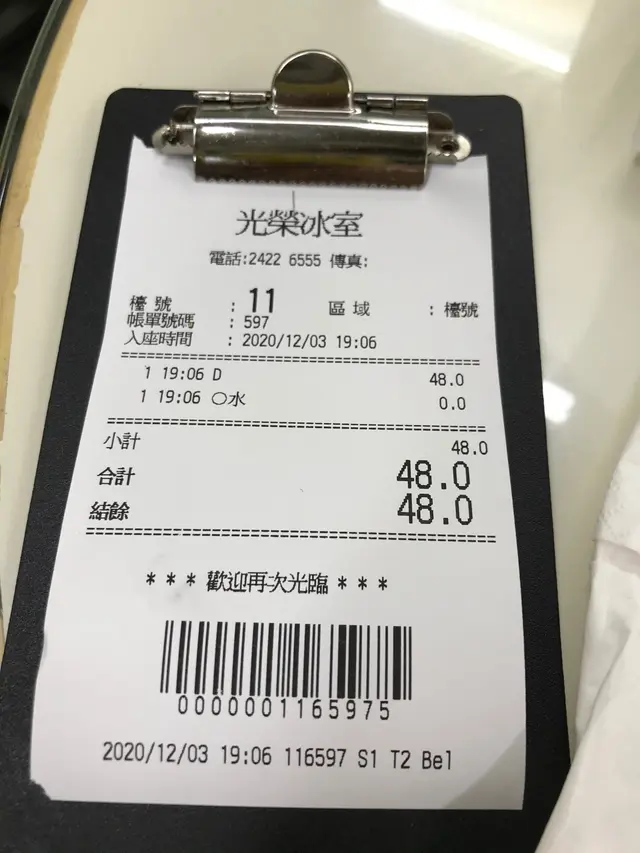 光榮冰室
電話:2422 6555 傳真:
檯號 : 11 區域 : 檯號
帳單號碼 : 597
入座時間 : 2020/12/03 19:06
1 19:06 D 48.0
1 19:06 〇水 0.0
小計 48.0
合計 48.0
結餘 48.0
*** 歡迎再次光臨 ***
0000001165975
2020/12/03 19:06 116597 S1 T2 Bel